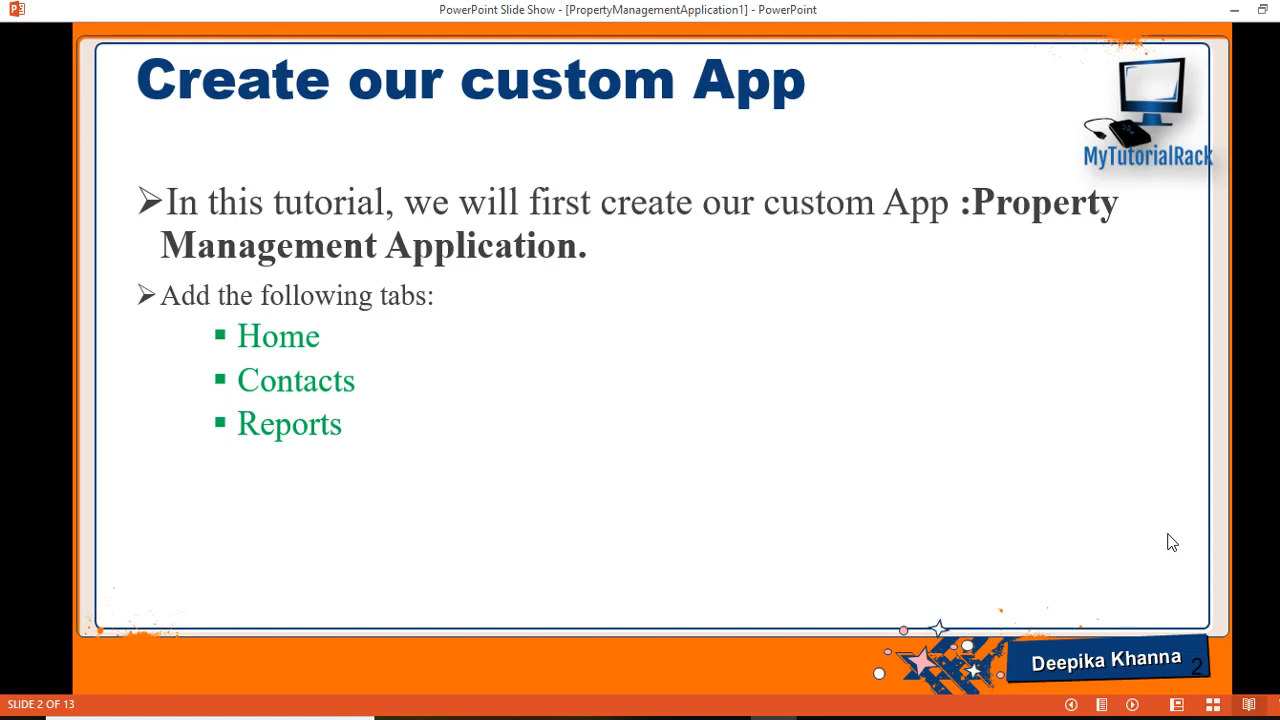 PowerPoint Slide Show - [PropertyManagementApplication1] - PowerPoint
Create our custom App
MyTutorialRack
In this tutorial, we will first create our custom App :Property
Management Application.
Add the following tabs:
Home
Contacts
Reports
Deepika Khanna
2
SLIDE 2 OF 13